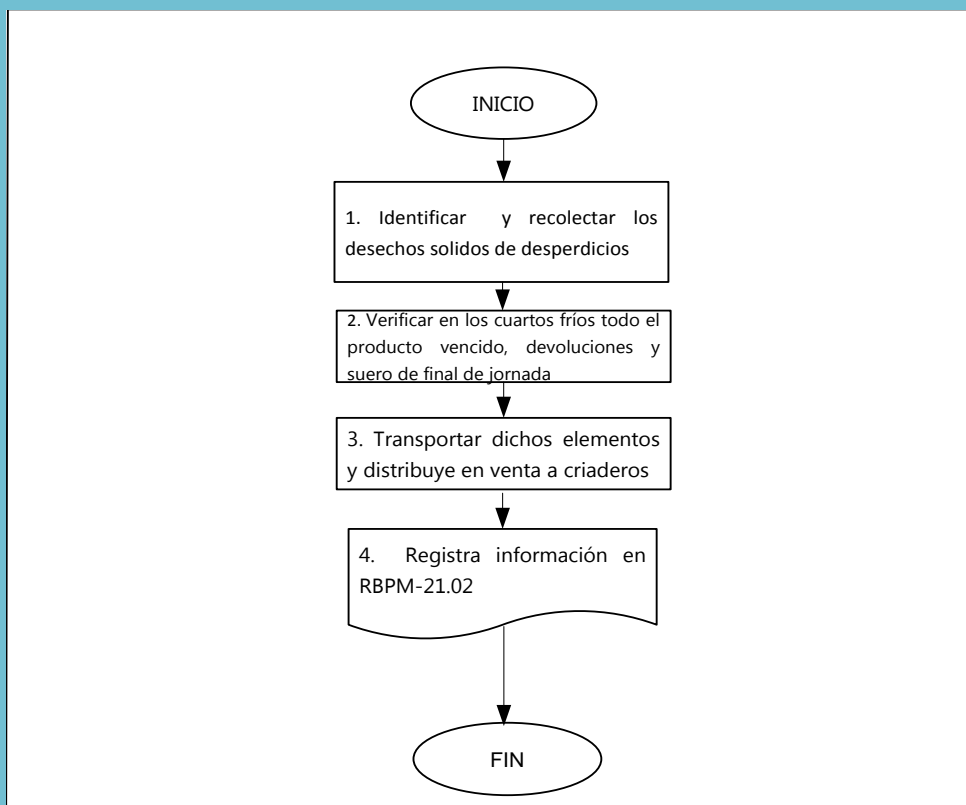 INICIO
1. Identificar y recolectar los
desechos solidos de desperdicios
2. Verificar en los cuartos fríos todo el
producto vencido, devoluciones y
suero de final de jornada
3. Transportar dichos elementos
y distribuye en venta a criaderos
4. Registra información en
RBPM-21.02
FIN